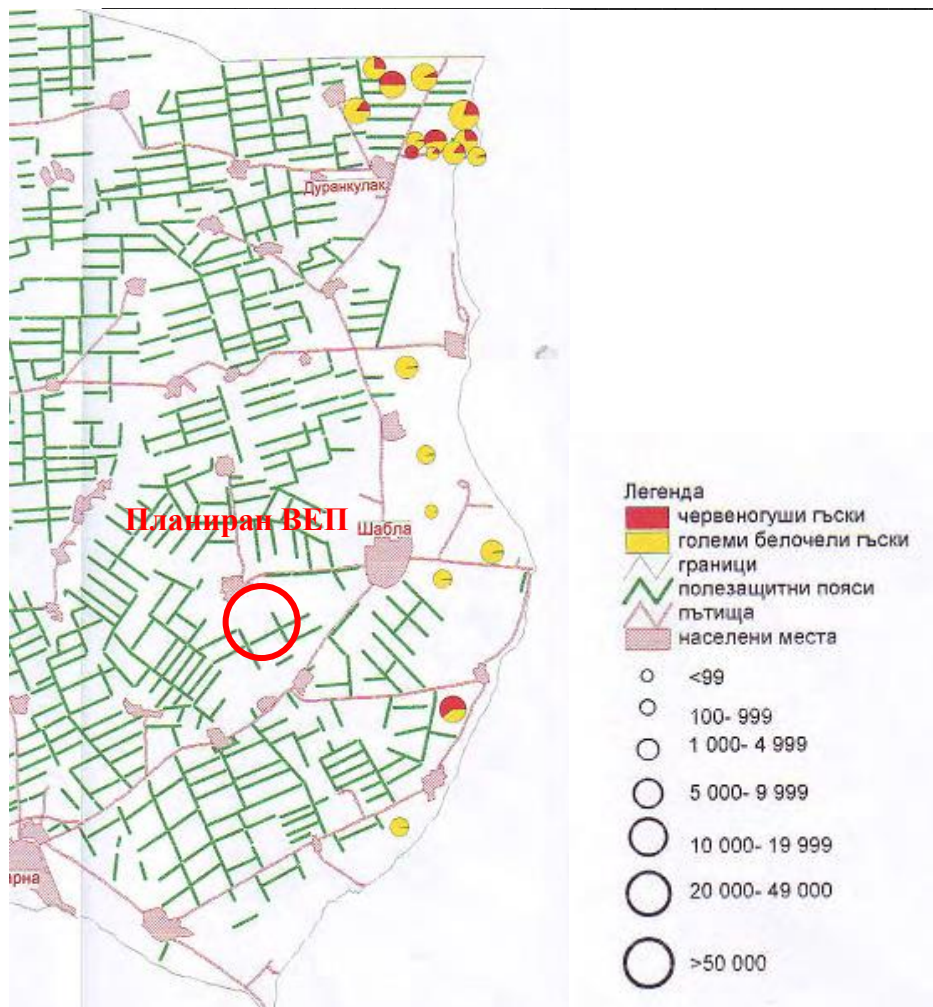 Дуранкулак
Планиран ВЕП
Шабла
арна
Легенда
червеногуши гъски
големи белочели гъски
граници
полезащитни пояси
пътища
населени места
<99
100- 999
1 000- 4 999
5 000- 9 999
10 000- 19 999
20 000- 49 000
>50 000